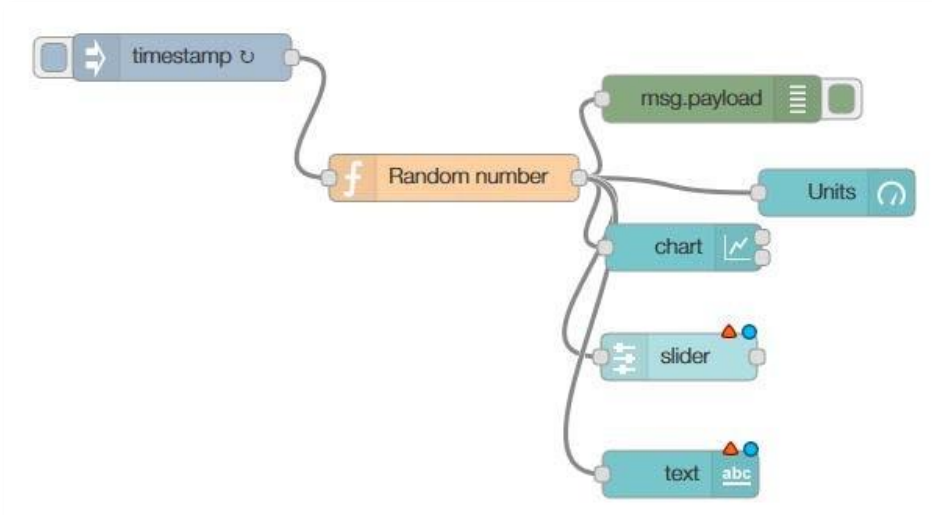 timestamp ↻
msg.payload
Random number
Units
chart
slider
text
abc